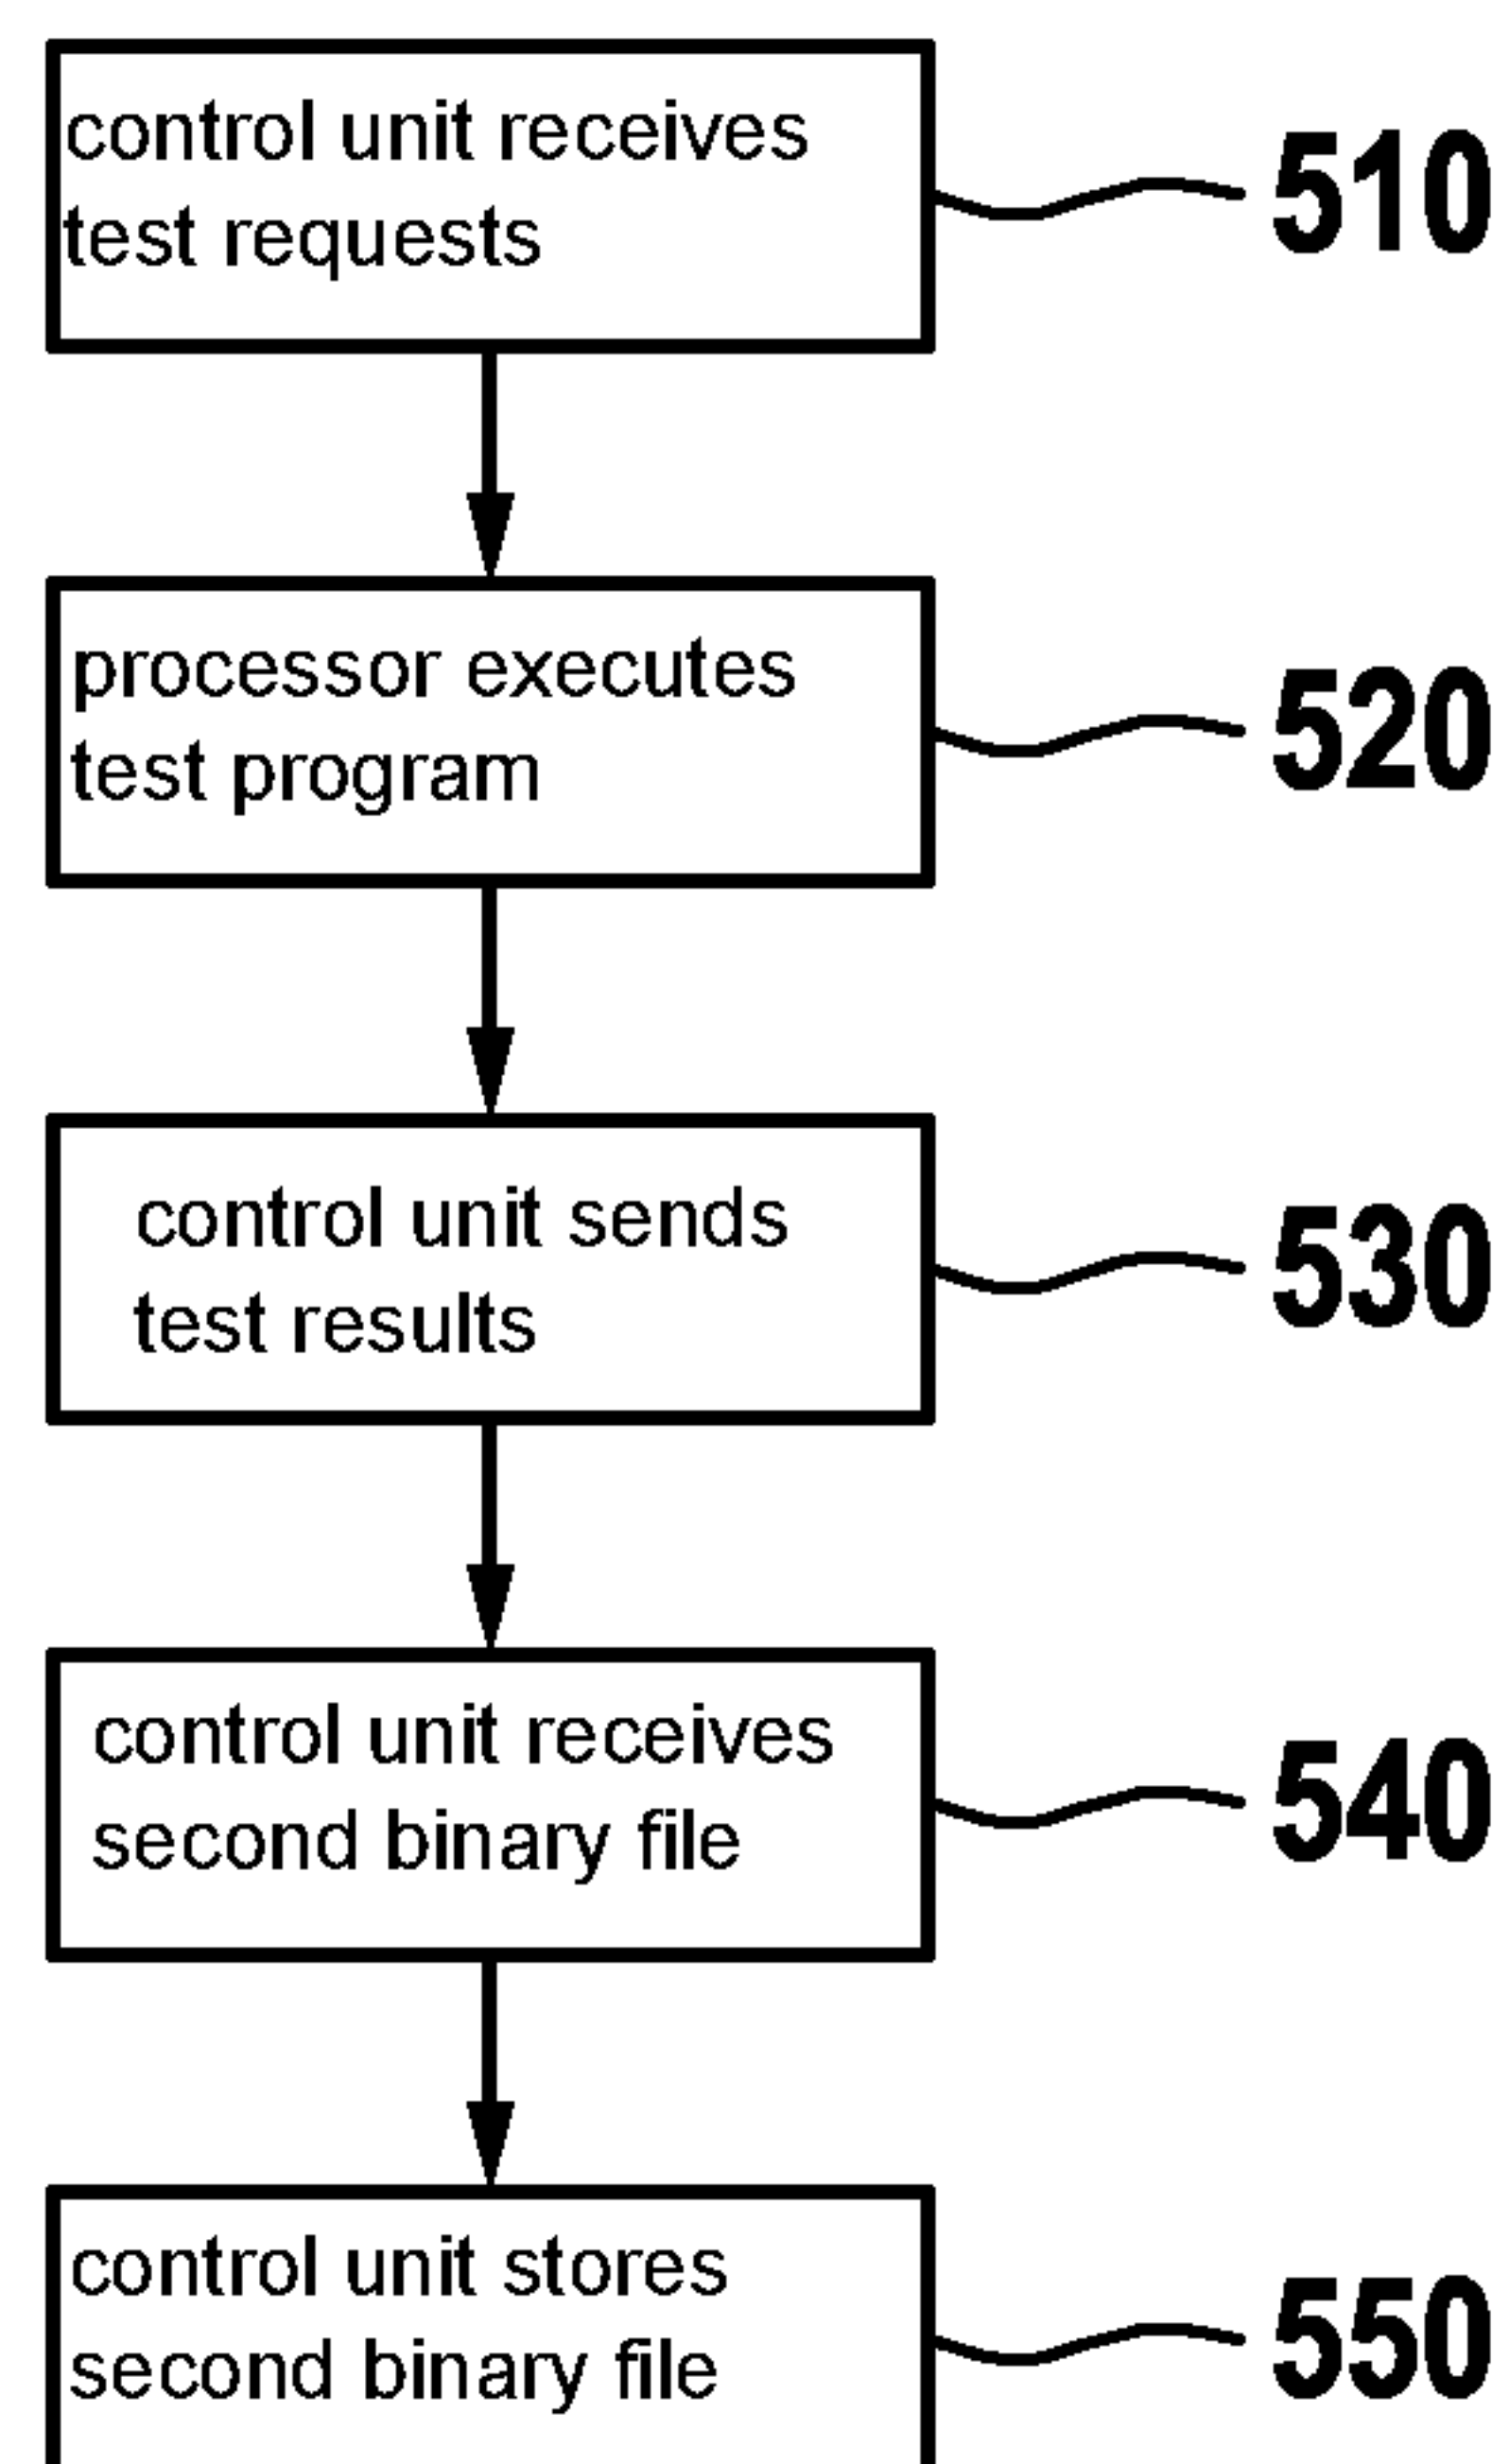 control unit receives
test requests
510
processor executes
test program
520
control unit sends
test results
530
control unit receives
second binary file
540
control unit stores
second binary file
550